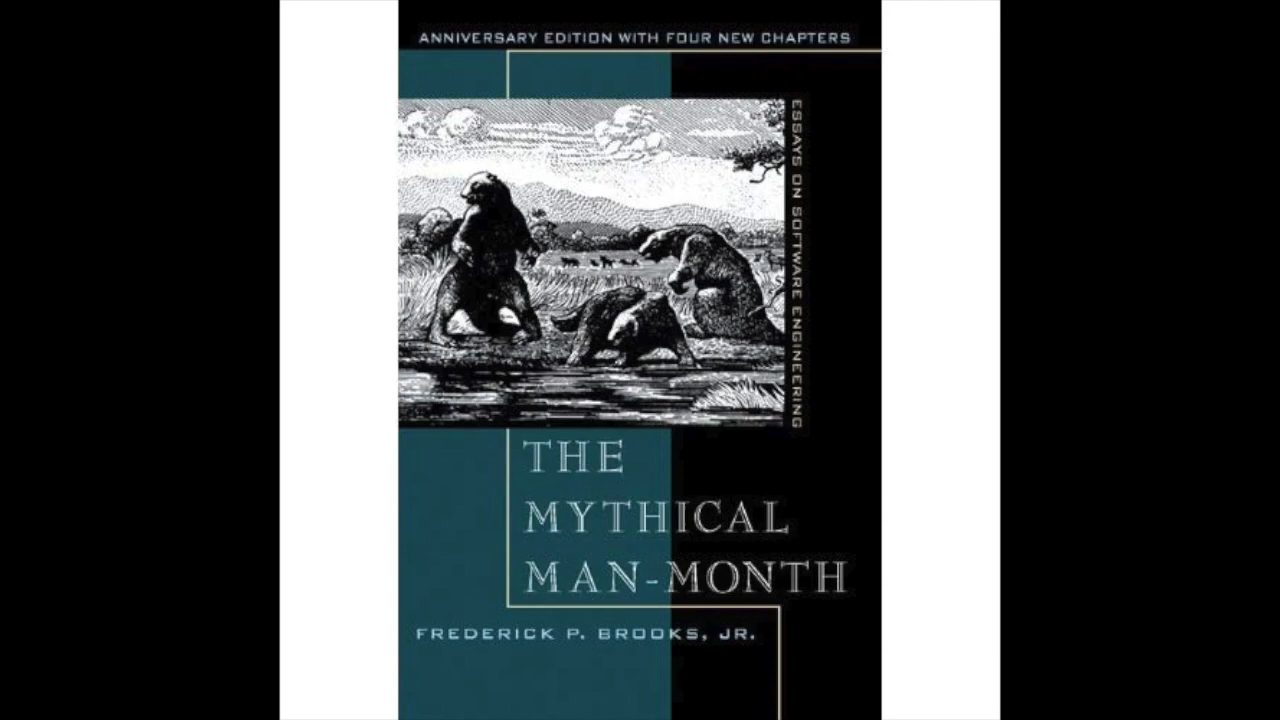 ANNIVERSARY EDITION WITH FOUR NEW CHAPTERS
ESSAYS ON SOFTWARE ENGINEERING
THE
MYTHICAL
MAN-MONTH
FREDERICK P. BROOKS, JR.